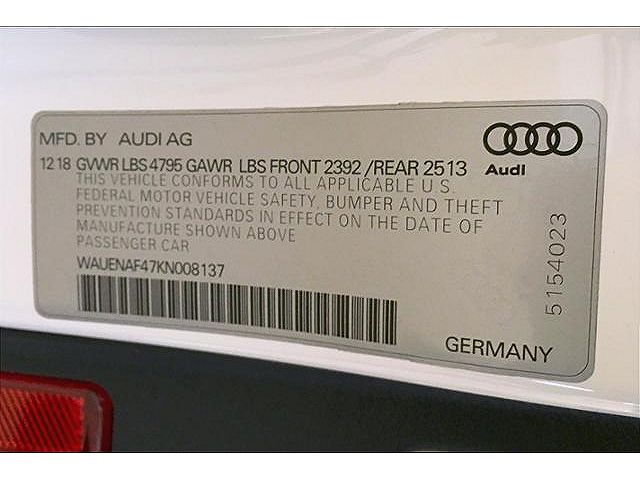 MFD. BY AUDI AG
12 18 GVWR LBS 4795 GAWR LBS FRONT 2392 /REAR 2513
THIS VEHICLE CONFORMS TO ALL APPLICABLE U.S.
FEDERAL MOTOR VEHICLE SAFETY, BUMPER AND THEFT
PREVENTION STANDARDS IN EFFECT ON THE DATE OF
MANUFACTURE SHOWN ABOVE
PASSENGER CAR
WAUENAF47KN008137
Audi
5154023
GERMANY